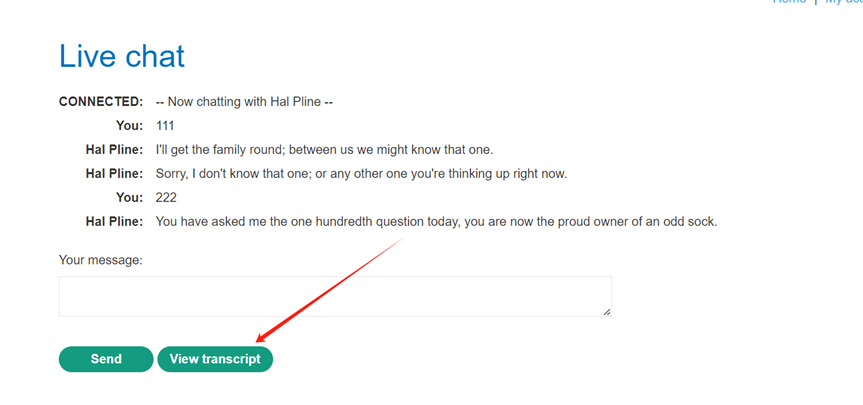 Home | My acc
Live chat
CONNECTED: -- Now chatting with Hal Pline --
You: 111
Hal Pline: I'll get the family round; between us we might know that one.
Hal Pline: Sorry, I don't know that one; or any other one you're thinking up right now.
You: 222
Hal Pline: You have asked me the one hundredth question today, you are now the proud owner of an odd sock.
Your message:
Send View transcript